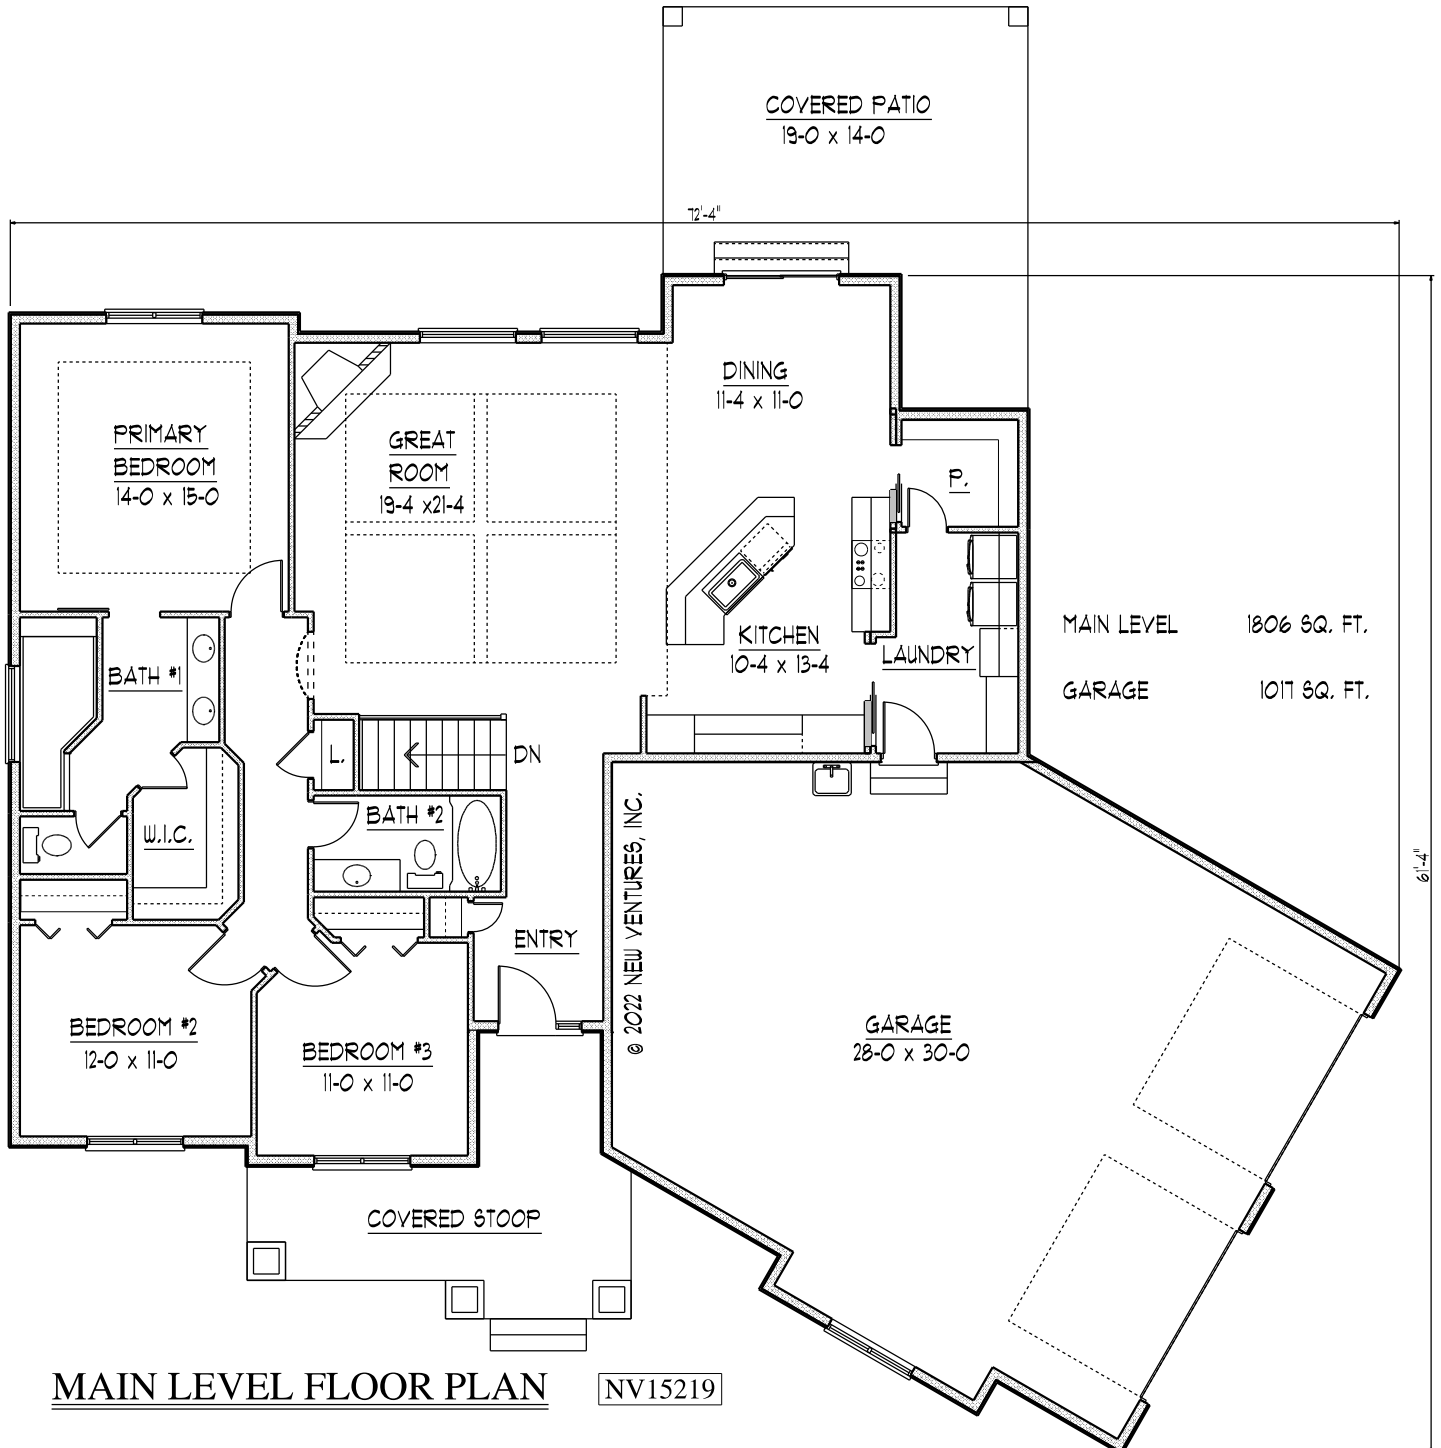 COVERED PATIO
19-0 x 14-0
72'-4"
DINING
11-4 x 11-0
PRIMARY
BEDROOM
14-0 x 15-0
GREAT
ROOM
19-4 x21-4
P.
KITCHEN
10-4 x 13-4
LAUNDRY
MAIN LEVEL 1806 SQ. FT.
GARAGE 1017 SQ. FT.
BATH #1
L.
DN
BATH #2
W.I.C.
61'-4"
© 2022 NEW VENTURES, INC.
ENTRY
BEDROOM #2
12-0 x 11-0
BEDROOM #3
11-0 x 11-0
GARAGE
28-0 x 30-0
COVERED STOOP
MAIN LEVEL FLOOR PLAN
NV15219